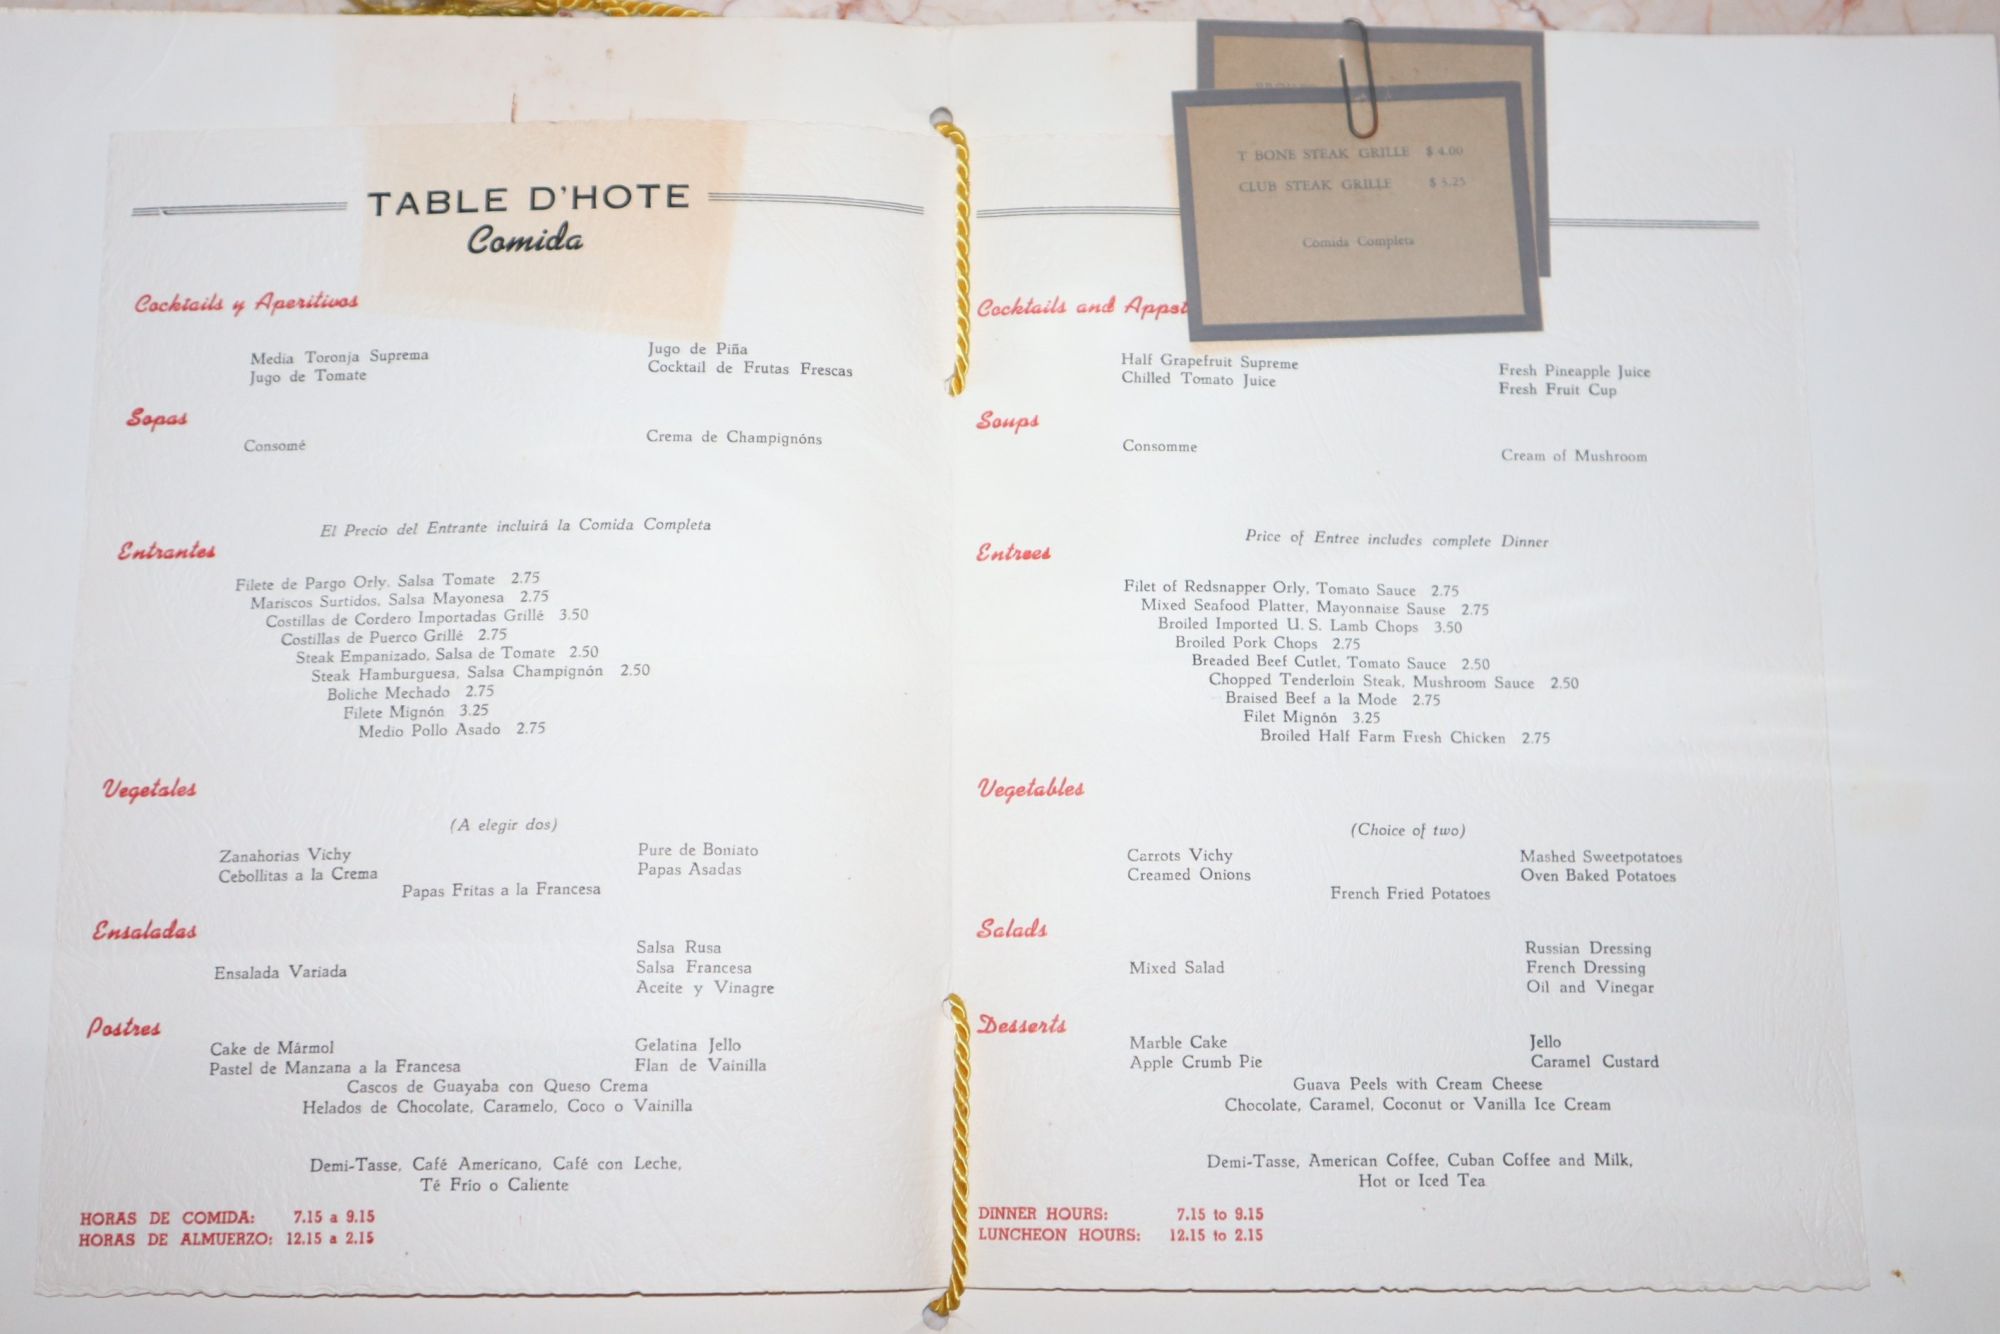 TABLE D'HOTE
Comida
Cocktails y Aperitivos
Media Toronja Suprema
Jugo de Tomate
Jugo de Piña
Cocktail de Frutas Frescas
Sopas
Consomé
Crema de Champignóns
El Precio del Entrante incluirá la Comida Completa
Entrantes
Filete de Pargo Orly, Salsa Tomate 2.75
Mariscos Surtidos, Salsa Mayonesa 2.75
Costillas de Cordero Importadas Grillé 3.50
Costillas de Puerco Grillé 2.75
Steak Empanizado, Salsa de Tomate 2.50
Steak Hamburguesa, Salsa Champignón 2.50
Boliche Mechado 2.75
Filete Mignón 3.25
Medio Pollo Asado 2.75
Vegetales
(A elegir dos)
Zanahorias Vichy
Cebollitas a la Crema
Pure de Boniato
Papas Asadas
Papas Fritas a la Francesa
Ensaladas
Ensalada Variada
Salsa Rusa
Salsa Francesa
Aceite y Vinagre
Postres
Cake de Mármol
Pastel de Manzana a la Francesa
Gelatina Jello
Flan de Vainilla
Cascos de Guayaba con Queso Crema
Helados de Chocolate, Caramelo, Coco o Vainilla
Demi-Tasse, Café Americano, Café con Leche,
Té Frío o Caliente
HORAS DE COMIDA: 7.15 a 9.15
HORAS DE ALMUERZO: 12.15 a 2.15
T BONE STEAK GRILLE $ 4.00
CLUB STEAK GRILLE
Comida Completa
Cocktails and
Half Grapefruit Supreme
Chilled Tomato Juice
Fresh Pineapple Juice
Fresh Fruit Cup
Soups
Consomme
Cream of Mushroom
Price of Entree includes complete Dinner
Entrees
Filet of Redsnapper Orly, Tomato Sauce 2.75
Mixed Seafood Platter, Mayonnaise Sause 2.75
Broiled Imported U. S. Lamb Chops 3.50
Broiled Pork Chops 2.75
Breaded Beef Cutlet, Tomato Sauce 2.50
Chopped Tenderloin Steak, Mushroom Sauce 2.50
Braised Beef a la Mode 2.75
Filet Mignón 3.25
Broiled Half Farm Fresh Chicken 2.75
Vegetables
(Choice of two)
Carrots Vichy
Creamed Onions
Mashed Sweetpotatoes
Oven Baked Potatoes
French Fried Potatoes
Salads
Mixed Salad
Russian Dressing
French Dressing
Oil and Vinegar
Desserts
Marble Cake
Apple Crumb Pie
Jello
Caramel Custard
Guava Peels with Cream Cheese
Chocolate, Caramel, Coconut or Vanilla Ice Cream
Demi-Tasse, American Coffee, Cuban Coffee and Milk,
Hot or Iced Tea
DINNER HOURS: 7.15 to 9.15
LUNCHEON HOURS: 12.15 to 2.15